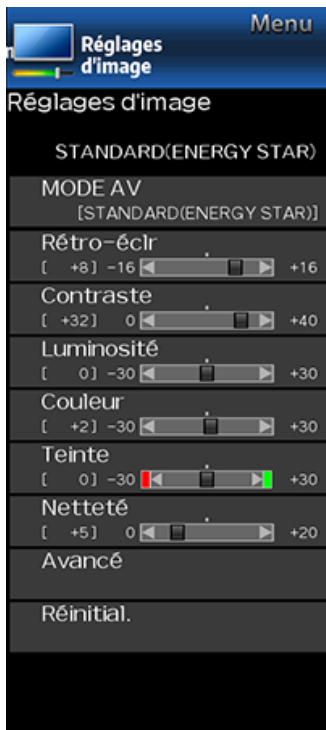 Menu
Réglages
d'image
Réglages d'image
STANDARD(ENERGY STAR)
MODE AV
[STANDARD(ENERGY STAR)]
Rétro-éclr
[ +8] -16 +16
Contraste
[ +32] 0 +40
Luminosité
[ 0] -30 +30
Couleur
[ +2] -30 +30
Teinte
[ 0] -30 +30
Netteté
[ +5] 0 +20
Avancé
Réinitial.